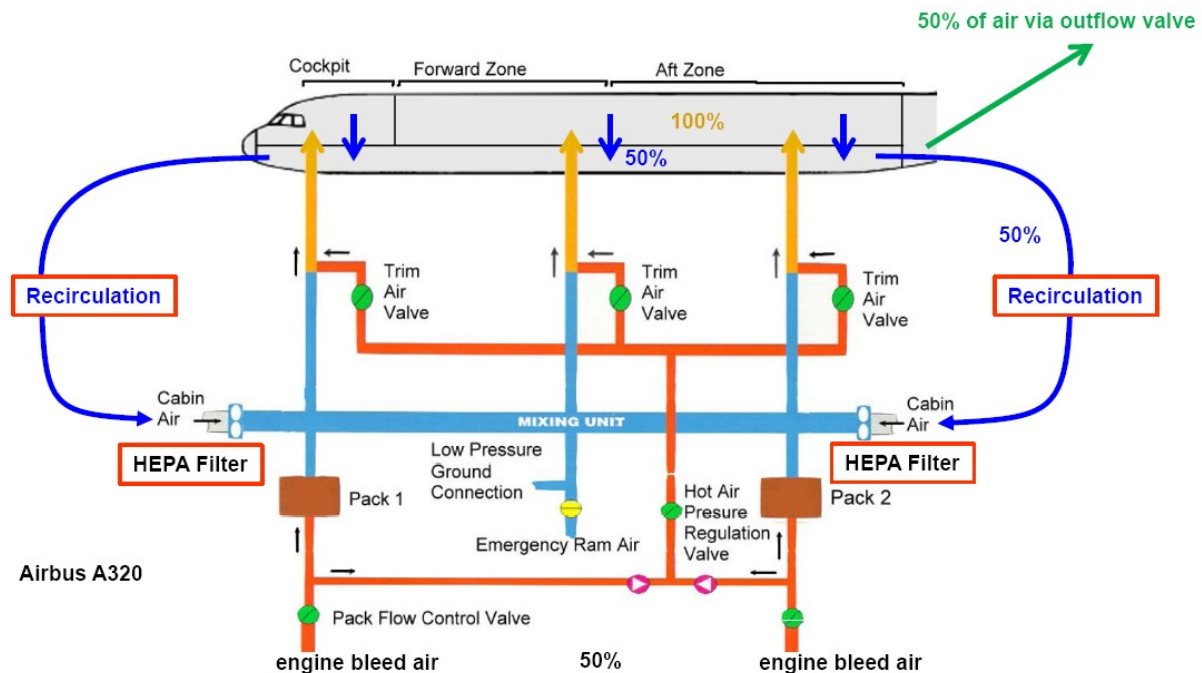 50% of air via outflow valve
Cockpit
Forward Zone
Aft Zone
100%
50%
50%
Recirculation
Trim
Air
Valve
Trim
Air
Valve
Trim
Air
Valve
Recirculation
Cabin
Air
MIXING UNIT
Cabin
Air
HEPA Filter
Low Pressure
Ground
Connection
HEPA Filter
Pack 1
Hot Air
Presure
Regulation
Valve
Pack 2
Emergency Ram Air
Airbus A320
Pack Flow Control Valve
engine bleed air
50%
engine bleed air